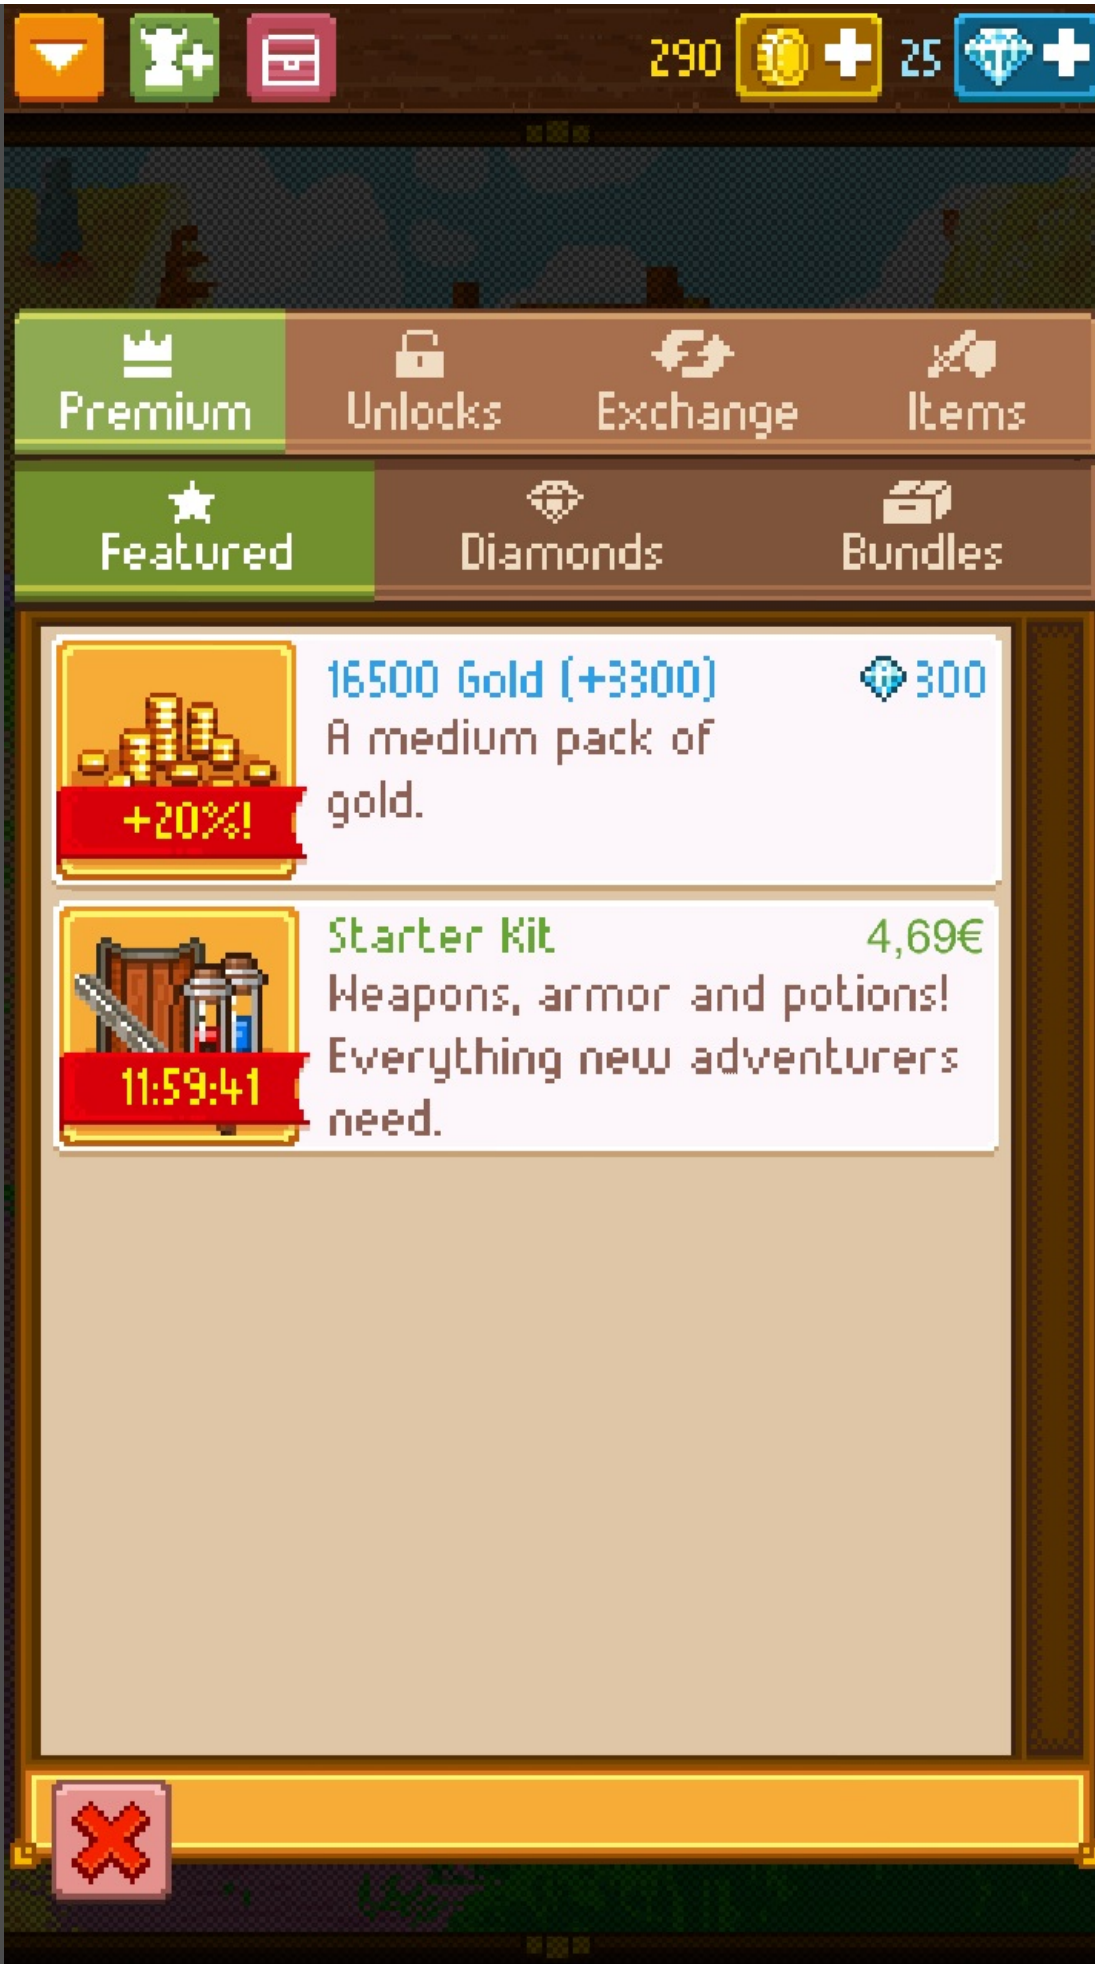 290 25
Premium Unlocks Exchange Items
Featured Diamonds Bundles
16500 Gold (+3300) 300
A medium pack of
gold.
+20%!
Starter Kit 4,69€
Weapons, armor and potions!
Everything new adventurers
need.
11:59:41